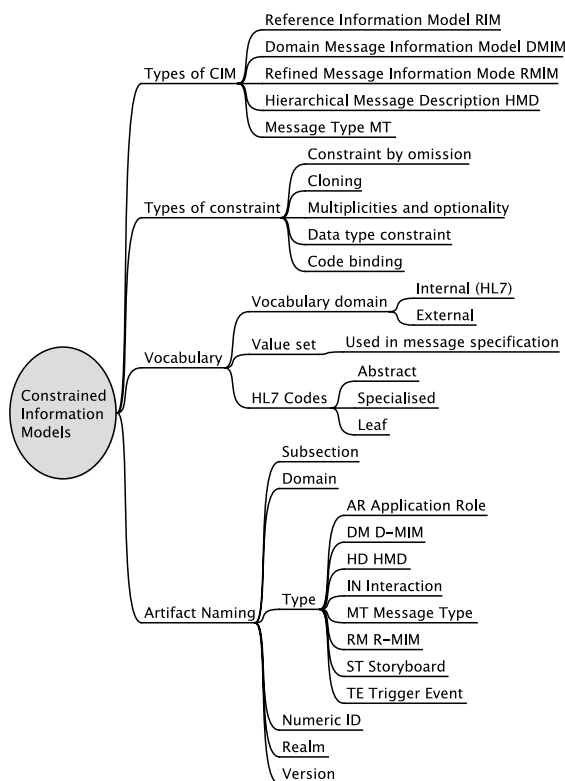 Constrained
Information
Models
Types of CIM
Reference Information Model RIM
Domain Message Information Model DMIM
Refined Message Information Mode RMIM
Hierarchical Message Description HMD
Message Type MT
Types of constraint
Constraint by omission
Cloning
Multiplicities and optionality
Data type constraint
Code binding
Vocabulary
Vocabulary domain
Internal (HL7)
External
Value set
Used in message specification
HL7 Codes
Abstract
Specialised
Leaf
Artifact Naming
Subsection
Domain
Type
AR Application Role
DM D-MIM
HD HMD
IN Interaction
MT Message Type
RM R-MIM
ST Storyboard
TE Trigger Event
Numeric ID
Realm
Version